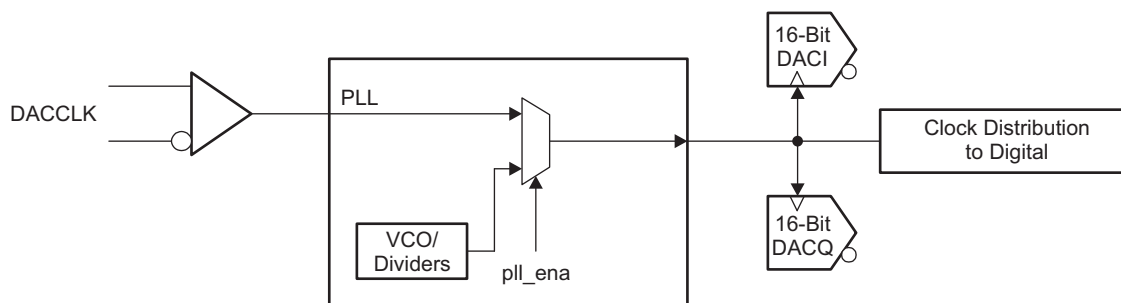 16-Bit
DACI
DACCLK
PLL
Clock Distribution
to Digital
VCO/
Dividers
pll_ena
16-Bit
DACQ